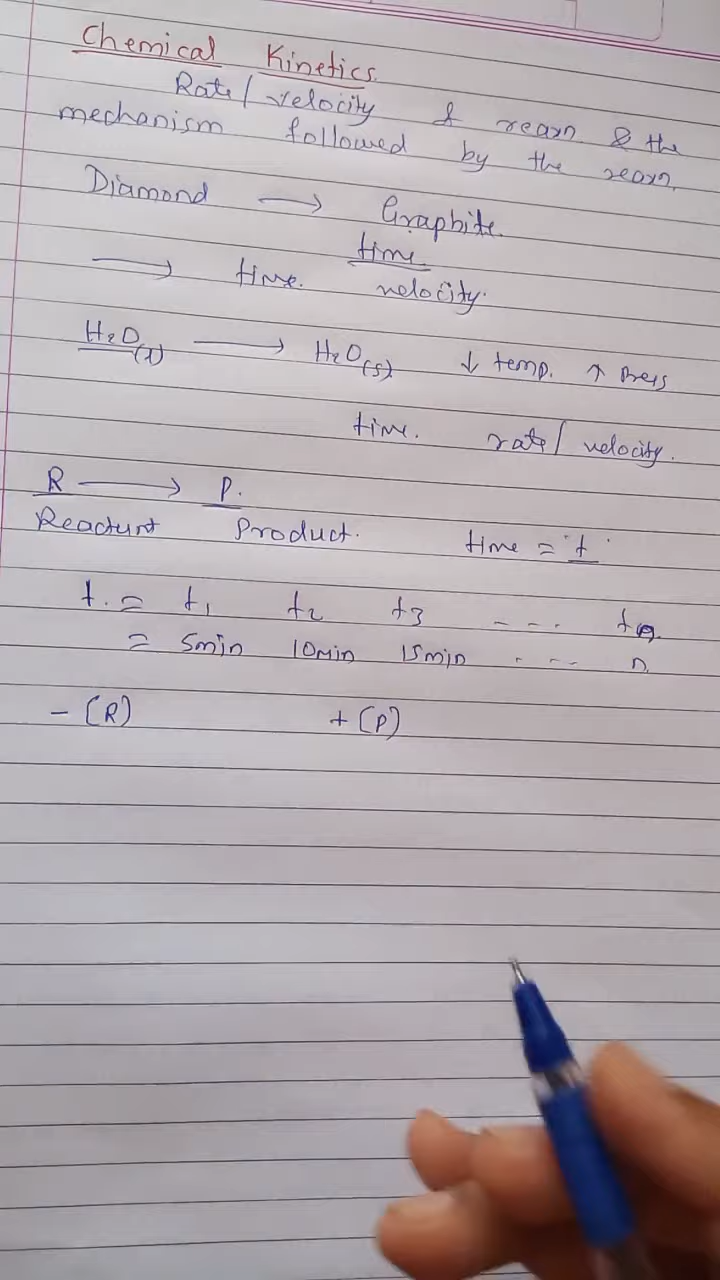 Chemical Kinetics.
Rate / velocity of reaxn & the
mechanism followed by the reaxn.
Diamond → Graphite.
time
→ time. velocity.
H2O(l) → H2O(s) ↓ temp. ↑ Press
time. rate / velocity.
R → P.
Reactant Product. time = 't'
t. = t1 t2 t3 - - - tn
= 5min 10min 15min - - - n.
- [R] + [P]